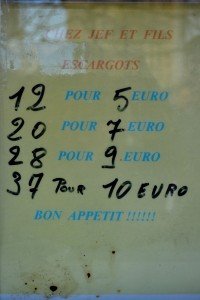 CHEZ JEF ET FILS
ESCARGOTS
12 POUR 5 EURO
20 POUR 7 EURO
28 POUR 9 EURO
37 POUR 10 EURO
BON APPETIT !!!!!!